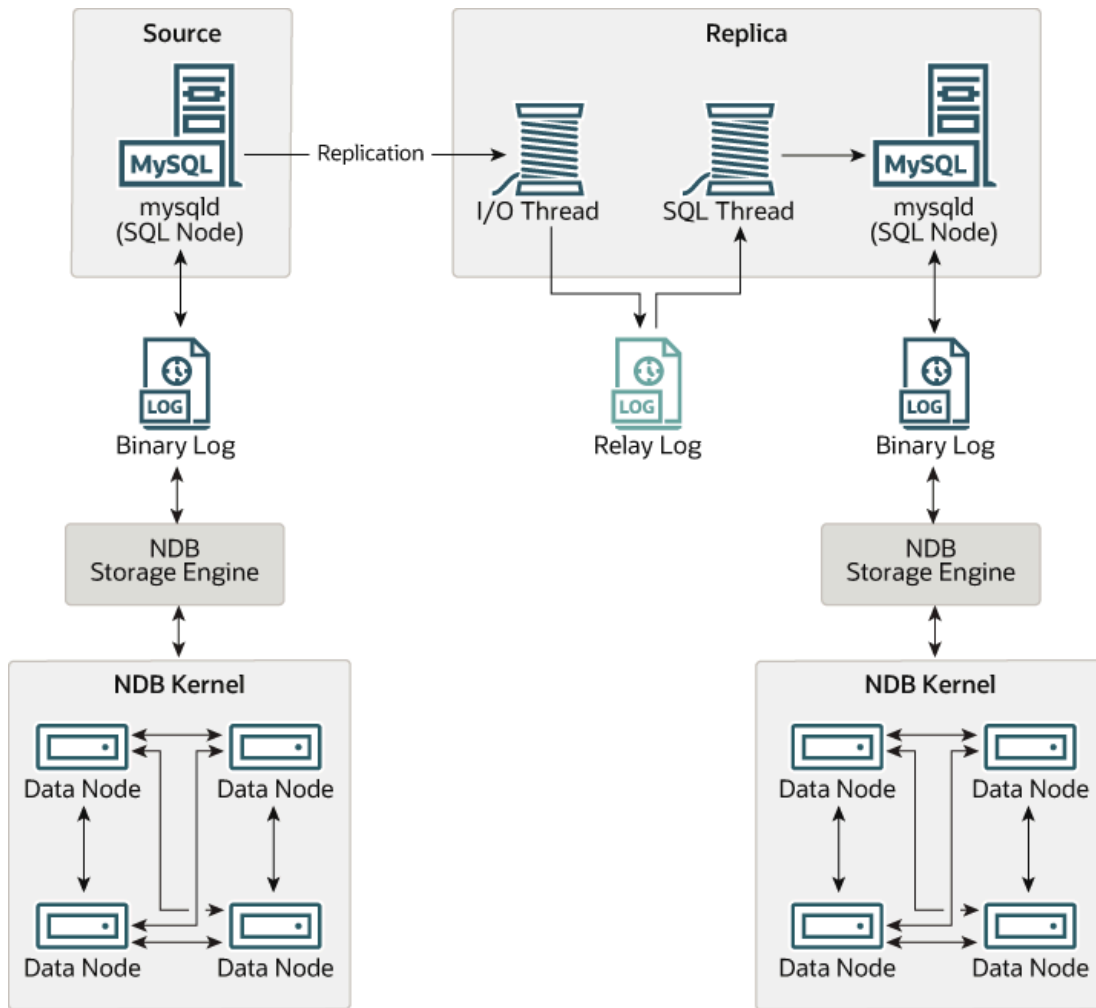 Source
Replica
MySQL
Replication
MySQL
mysqld
(SQL Node)
I/O Thread
SQL Thread
mysqld
(SQL Node)
LOG
LOG
LOG
Binary Log
Relay Log
Binary Log
NDB
Storage Engine
NDB
Storage Engine
NDB Kernel
NDB Kernel
Data Node
Data Node
Data Node
Data Node
Data Node
Data Node
Data Node
Data Node